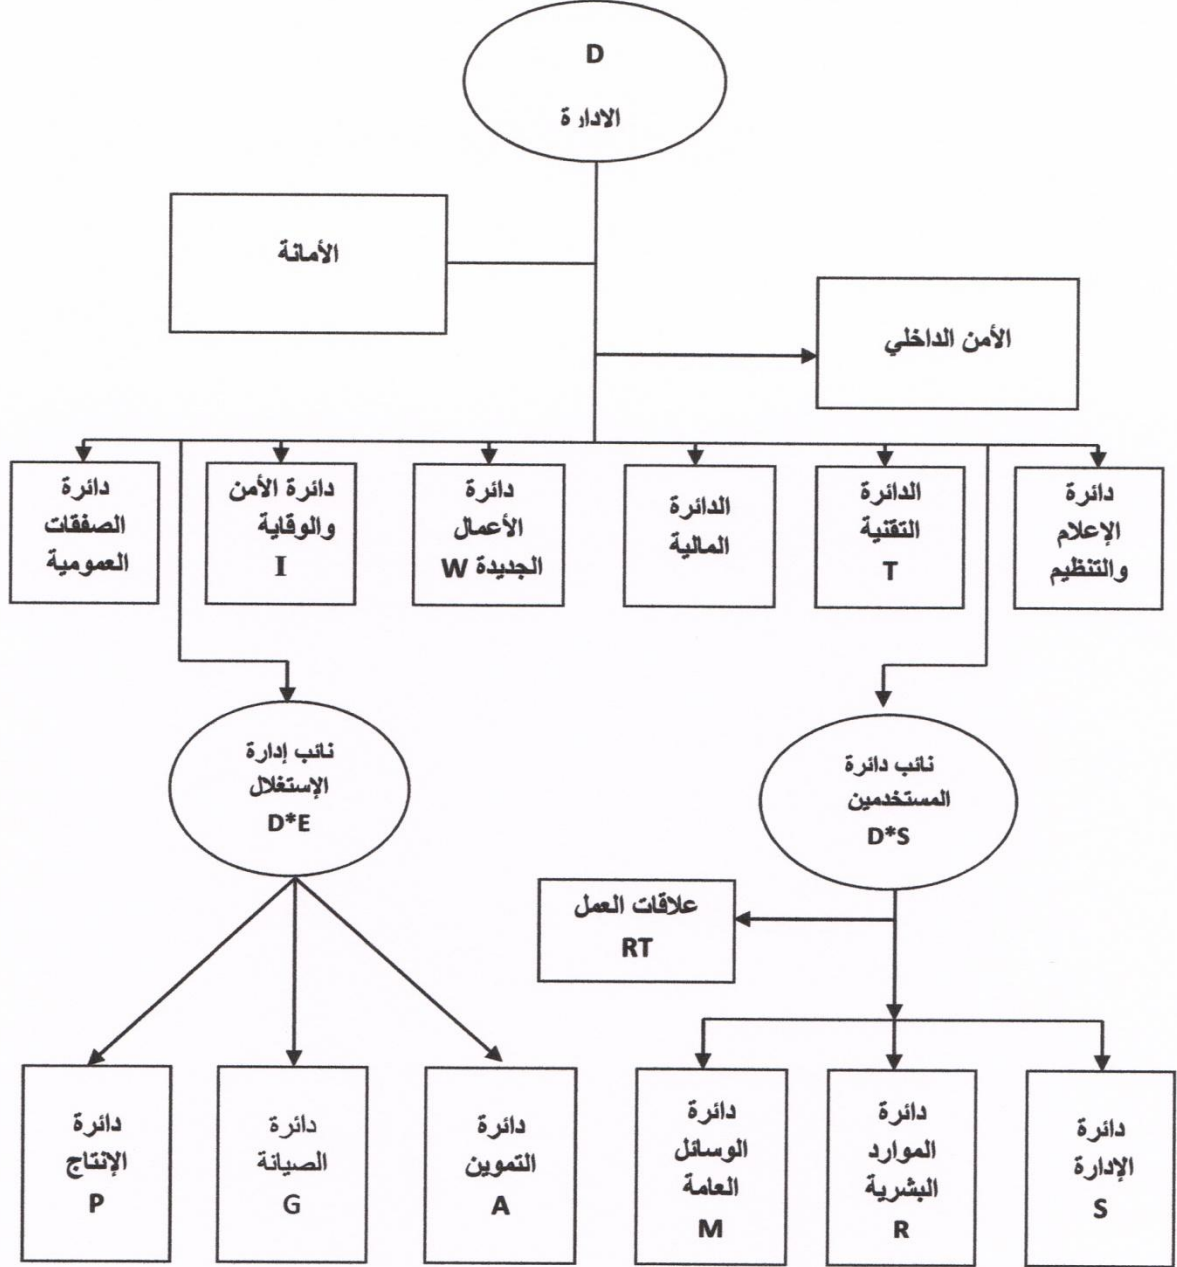 D
الادارة
الأمانة
الأمن الداخلي
دائرة
الإعلام
والتنظيم
الدائرة
التقنية
T
الدائرة
المالية
دائرة
الأعمال
الجديدة W
دائرة الأمن
والوقاية
I
دائرة
الصفقات
العمومية
نائب دائرة
المستخدمين
D*S
نائب إدارة
الإستغلال
D*E
علاقات العمل
RT
دائرة
الإدارة
S
دائرة
الموارد
البشرية
R
دائرة
الوسائل
العامة
M
دائرة
التموين
A
دائرة
الصيانة
G
دائرة
الإنتاج
P